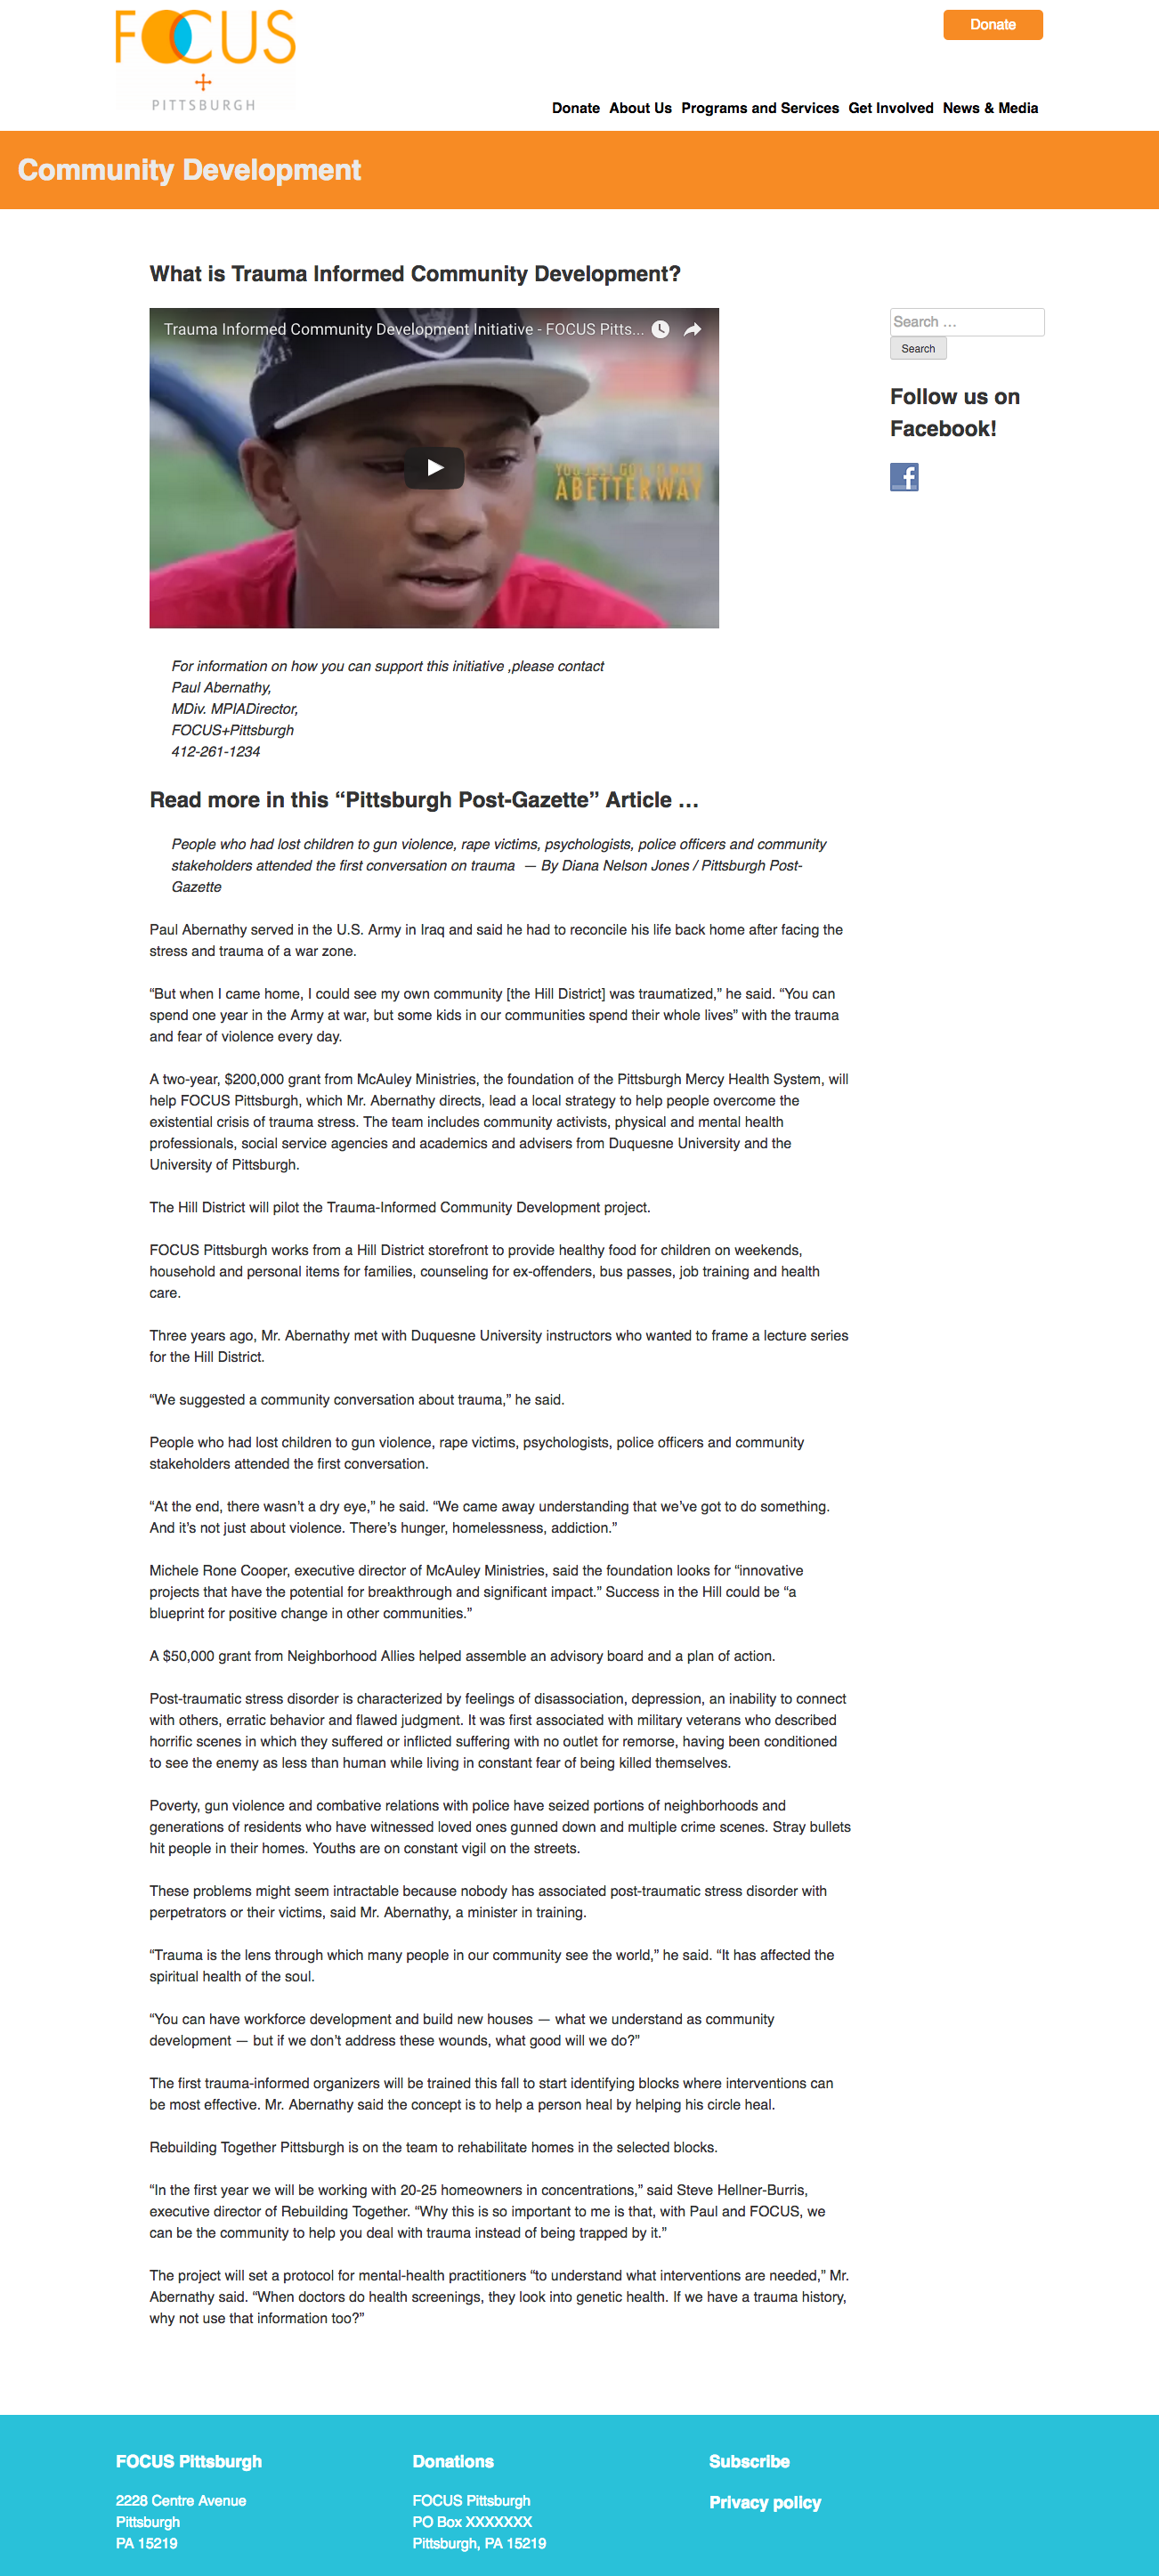 FOCUS
PITTSBURGH
Donate
Donate About Us Programs and Services Get Involved News & Media
Community Development
What is Trauma Informed Community Development?
Trauma Informed Community Development Initiative - FOCUS Pitts...
YOU JUST GOT TO WANT
A BETTER WAY
Search …
Search
Follow us on
Facebook!
f
For information on how you can support this initiative ,please contact
Paul Abernathy,
MDiv. MPIADirector,
FOCUS+Pittsburgh
412-261-1234
Read more in this “Pittsburgh Post-Gazette” Article …
People who had lost children to gun violence, rape victims, psychologists, police officers and community
stakeholders attended the first conversation on trauma — By Diana Nelson Jones / Pittsburgh Post-
Gazette
Paul Abernathy served in the U.S. Army in Iraq and said he had to reconcile his life back home after facing the
stress and trauma of a war zone.
“But when I came home, I could see my own community [the Hill District] was traumatized,” he said. “You can
spend one year in the Army at war, but some kids in our communities spend their whole lives” with the trauma
and fear of violence every day.
A two-year, $200,000 grant from McAuley Ministries, the foundation of the Pittsburgh Mercy Health System, will
help FOCUS Pittsburgh, which Mr. Abernathy directs, lead a local strategy to help people overcome the
existential crisis of trauma stress. The team includes community activists, physical and mental health
professionals, social service agencies and academics and advisers from Duquesne University and the
University of Pittsburgh.
The Hill District will pilot the Trauma-Informed Community Development project.
FOCUS Pittsburgh works from a Hill District storefront to provide healthy food for children on weekends,
household and personal items for families, counseling for ex-offenders, bus passes, job training and health
care.
Three years ago, Mr. Abernathy met with Duquesne University instructors who wanted to frame a lecture series
for the Hill District.
“We suggested a community conversation about trauma,” he said.
People who had lost children to gun violence, rape victims, psychologists, police officers and community
stakeholders attended the first conversation.
“At the end, there wasn’t a dry eye,” he said. “We came away understanding that we’ve got to do something.
And it’s not just about violence. There’s hunger, homelessness, addiction.”
Michele Rone Cooper, executive director of McAuley Ministries, said the foundation looks for “innovative
projects that have the potential for breakthrough and significant impact.” Success in the Hill could be “a
blueprint for positive change in other communities.”
A $50,000 grant from Neighborhood Allies helped assemble an advisory board and a plan of action.
Post-traumatic stress disorder is characterized by feelings of disassociation, depression, an inability to connect
with others, erratic behavior and flawed judgment. It was first associated with military veterans who described
horrific scenes in which they suffered or inflicted suffering with no outlet for remorse, having been conditioned
to see the enemy as less than human while living in constant fear of being killed themselves.
Poverty, gun violence and combative relations with police have seized portions of neighborhoods and
generations of residents who have witnessed loved ones gunned down and multiple crime scenes. Stray bullets
hit people in their homes. Youths are on constant vigil on the streets.
These problems might seem intractable because nobody has associated post-traumatic stress disorder with
perpetrators or their victims, said Mr. Abernathy, a minister in training.
“Trauma is the lens through which many people in our community see the world,” he said. “It has affected the
spiritual health of the soul.
“You can have workforce development and build new houses — what we understand as community
development — but if we don’t address these wounds, what good will we do?”
The first trauma-informed organizers will be trained this fall to start identifying blocks where interventions can
be most effective. Mr. Abernathy said the concept is to help a person heal by helping his circle heal.
Rebuilding Together Pittsburgh is on the team to rehabilitate homes in the selected blocks.
“In the first year we will be working with 20-25 homeowners in concentrations,” said Steve Hellner-Burris,
executive director of Rebuilding Together. “Why this is so important to me is that, with Paul and FOCUS, we
can be the community to help you deal with trauma instead of being trapped by it.”
The project will set a protocol for mental-health practitioners “to understand what interventions are needed,” Mr.
Abernathy said. “When doctors do health screenings, they look into genetic health. If we have a trauma history,
why not use that information too?”
FOCUS Pittsburgh
2228 Centre Avenue
Pittsburgh
PA 15219
Donations
FOCUS Pittsburgh
PO Box XXXXXXX
Pittsburgh, PA 15219
Subscribe
Privacy policy